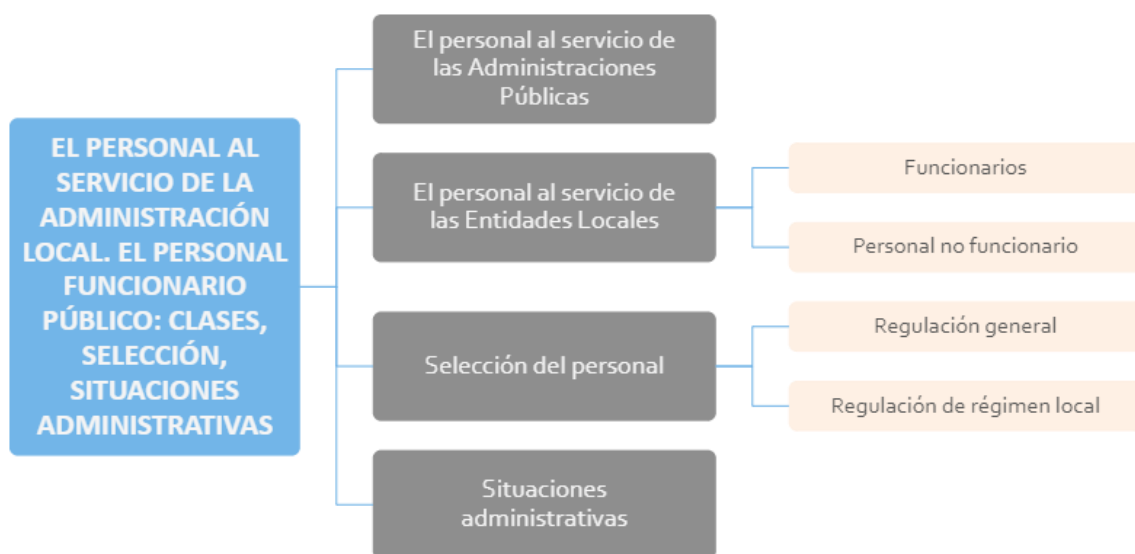 EL PERSONAL AL
SERVICIO DE LA
ADMINISTRACIÓN
LOCAL. EL PERSONAL
FUNCIONARIO
PÚBLICO: CLASES,
SELECCIÓN,
SITUACIONES
ADMINISTRATIVAS
El personal al servicio de
las Administraciones
Públicas
El personal al servicio de
las Entidades Locales
Funcionarios
Personal no funcionario
Selección del personal
Regulación general
Regulación de régimen local
Situaciones
administrativas